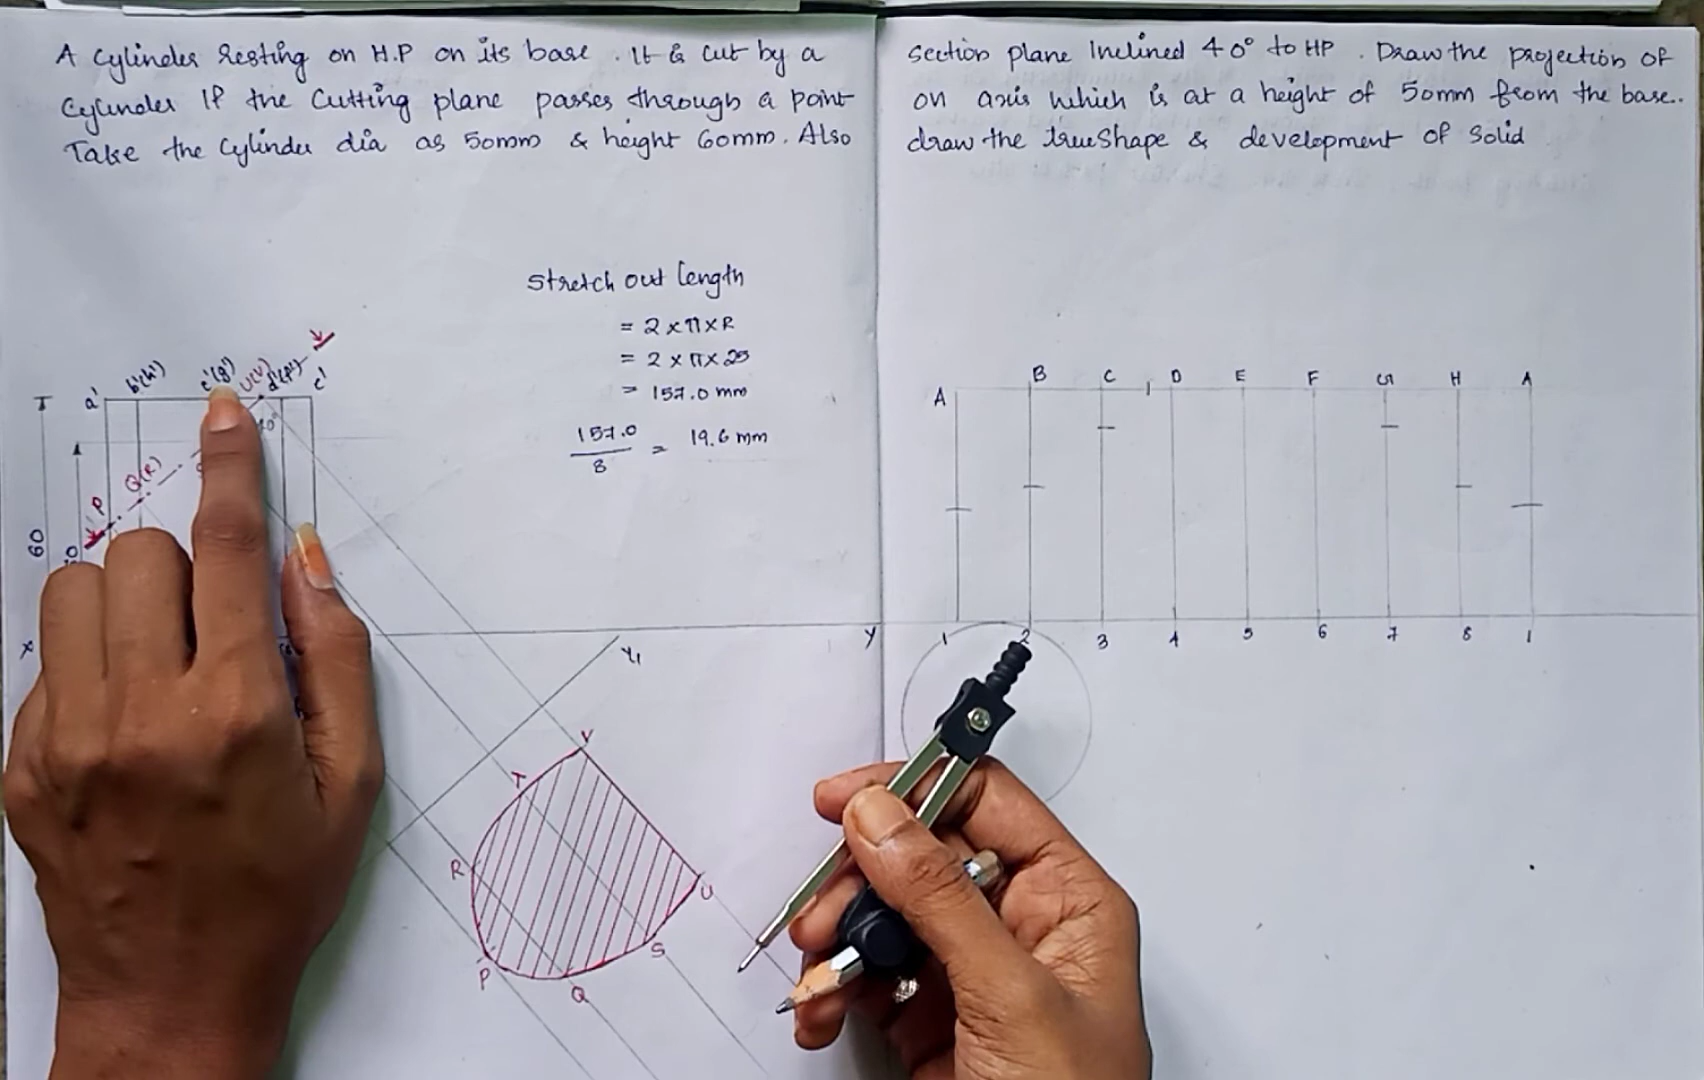 A Cylinder Resting on H.P on its base . It is cut by a section plane Inclined 40° to HP . Draw the projection of
Cylinder If the Cutting plane passes through a point on axis which is at a height of 50mm from the base..
Take the Cylinder dia as 50mm & height 60mm. Also draw the trueshape & development of Solid
Stretch out length
= 2 x π x R
= 2 x π x 25
= 157.0 mm
157.0
8
= 19.6 mm
a' b'(h') c'(g') U(V) d'(f') e'
40°
Q(R)
P
60
X
Y
Y1
V
T
R
U
S
P
Q
A B C D E F G H A
1 2 3 4 5 6 7 8 1